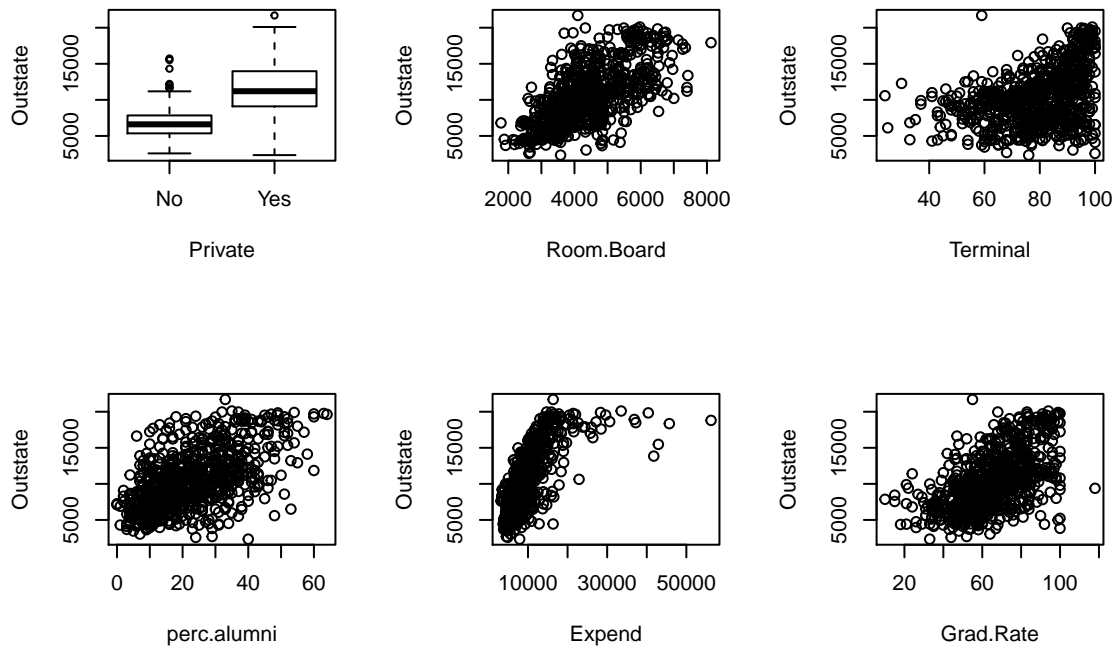 Outstate
5000
15000
No
Yes
Private
Outstate
5000
15000
2000
4000
6000
8000
Room.Board
Outstate
5000
15000
40
60
80
100
Terminal
Outstate
5000
15000
0
20
40
60
perc.alumni
Outstate
5000
15000
10000
30000
50000
Expend
Outstate
5000
15000
20
60
100
Grad.Rate